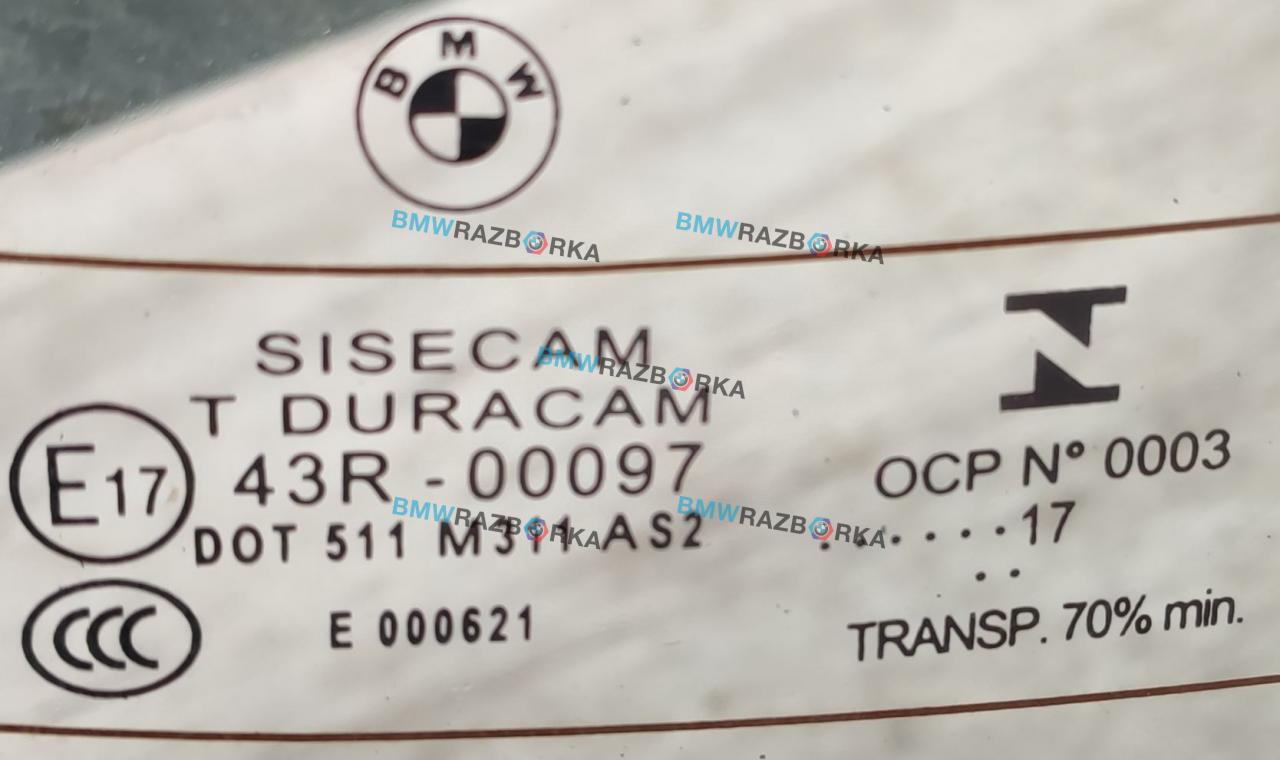 BMW
BMWRAZBORKA BMWRAZBORKA
SISECAM
BMWRAZBORKA
T DURACAM
E17
43R - 00097
OCP N° 0003
BMWRAZBORKA BMWRAZBORKA
DOT 511 M311 AS2
. . . . . . 17
. .
CCC
E 000621
TRANSP. 70% min.